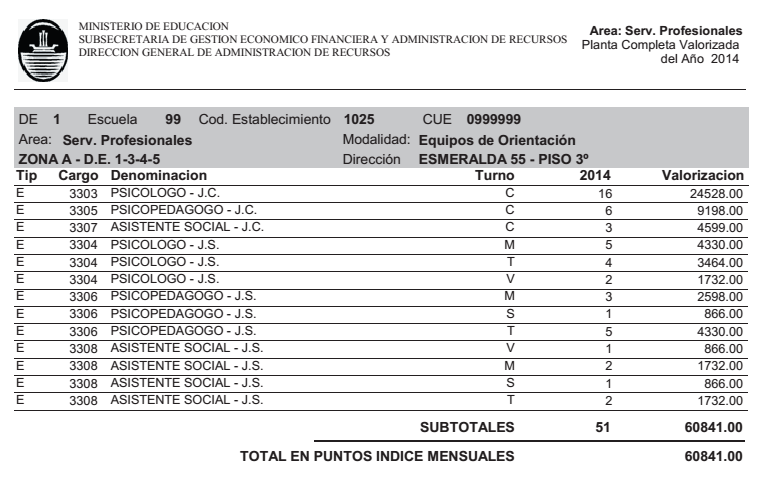 MINISTERIO DE EDUCACION
SUBSECRETARIA DE GESTION ECONOMICO FINANCIERA Y ADMINISTRACION DE RECURSOS
DIRECCION GENERAL DE ADMINISTRACION DE RECURSOS
Area: Serv. Profesionales
Planta Completa Valorizada
del Año 2014
DE 1 Escuela 99 Cod. Establecimiento 1025 CUE 0999999
Area: Serv. Profesionales Modalidad: Equipos de Orientación
ZONA A - D.E. 1-3-4-5 Dirección ESMERALDA 55 - PISO 3º
Tip Cargo Denominacion Turno 2014 Valorizacion
E 3303 PSICOLOGO - J.C. C 16 24528.00
E 3305 PSICOPEDAGOGO - J.C. C 6 9198.00
E 3307 ASISTENTE SOCIAL - J.C. C 3 4599.00
E 3304 PSICOLOGO - J.S. M 5 4330.00
E 3304 PSICOLOGO - J.S. T 4 3464.00
E 3304 PSICOLOGO - J.S. V 2 1732.00
E 3306 PSICOPEDAGOGO - J.S. M 3 2598.00
E 3306 PSICOPEDAGOGO - J.S. S 1 866.00
E 3306 PSICOPEDAGOGO - J.S. T 5 4330.00
E 3308 ASISTENTE SOCIAL - J.S. V 1 866.00
E 3308 ASISTENTE SOCIAL - J.S. M 2 1732.00
E 3308 ASISTENTE SOCIAL - J.S. S 1 866.00
E 3308 ASISTENTE SOCIAL - J.S. T 2 1732.00
SUBTOTALES 51 60841.00
TOTAL EN PUNTOS INDICE MENSUALES 60841.00